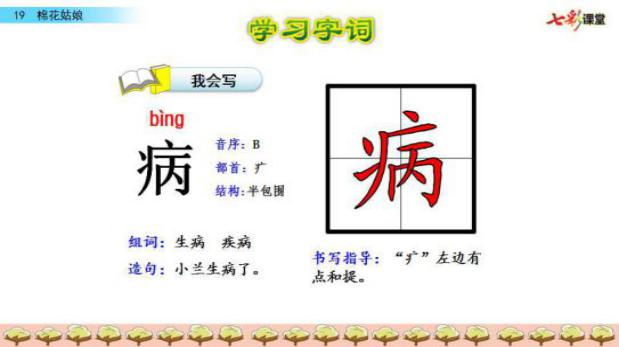 19 棉花姑娘
七彩课堂
学习字词
我会写
bìng
病
音序：B
部首：疒
结构：半包围
病
组词：生病 疾病
造句：小兰生病了。
书写指导：“疒”左边有
点和提。